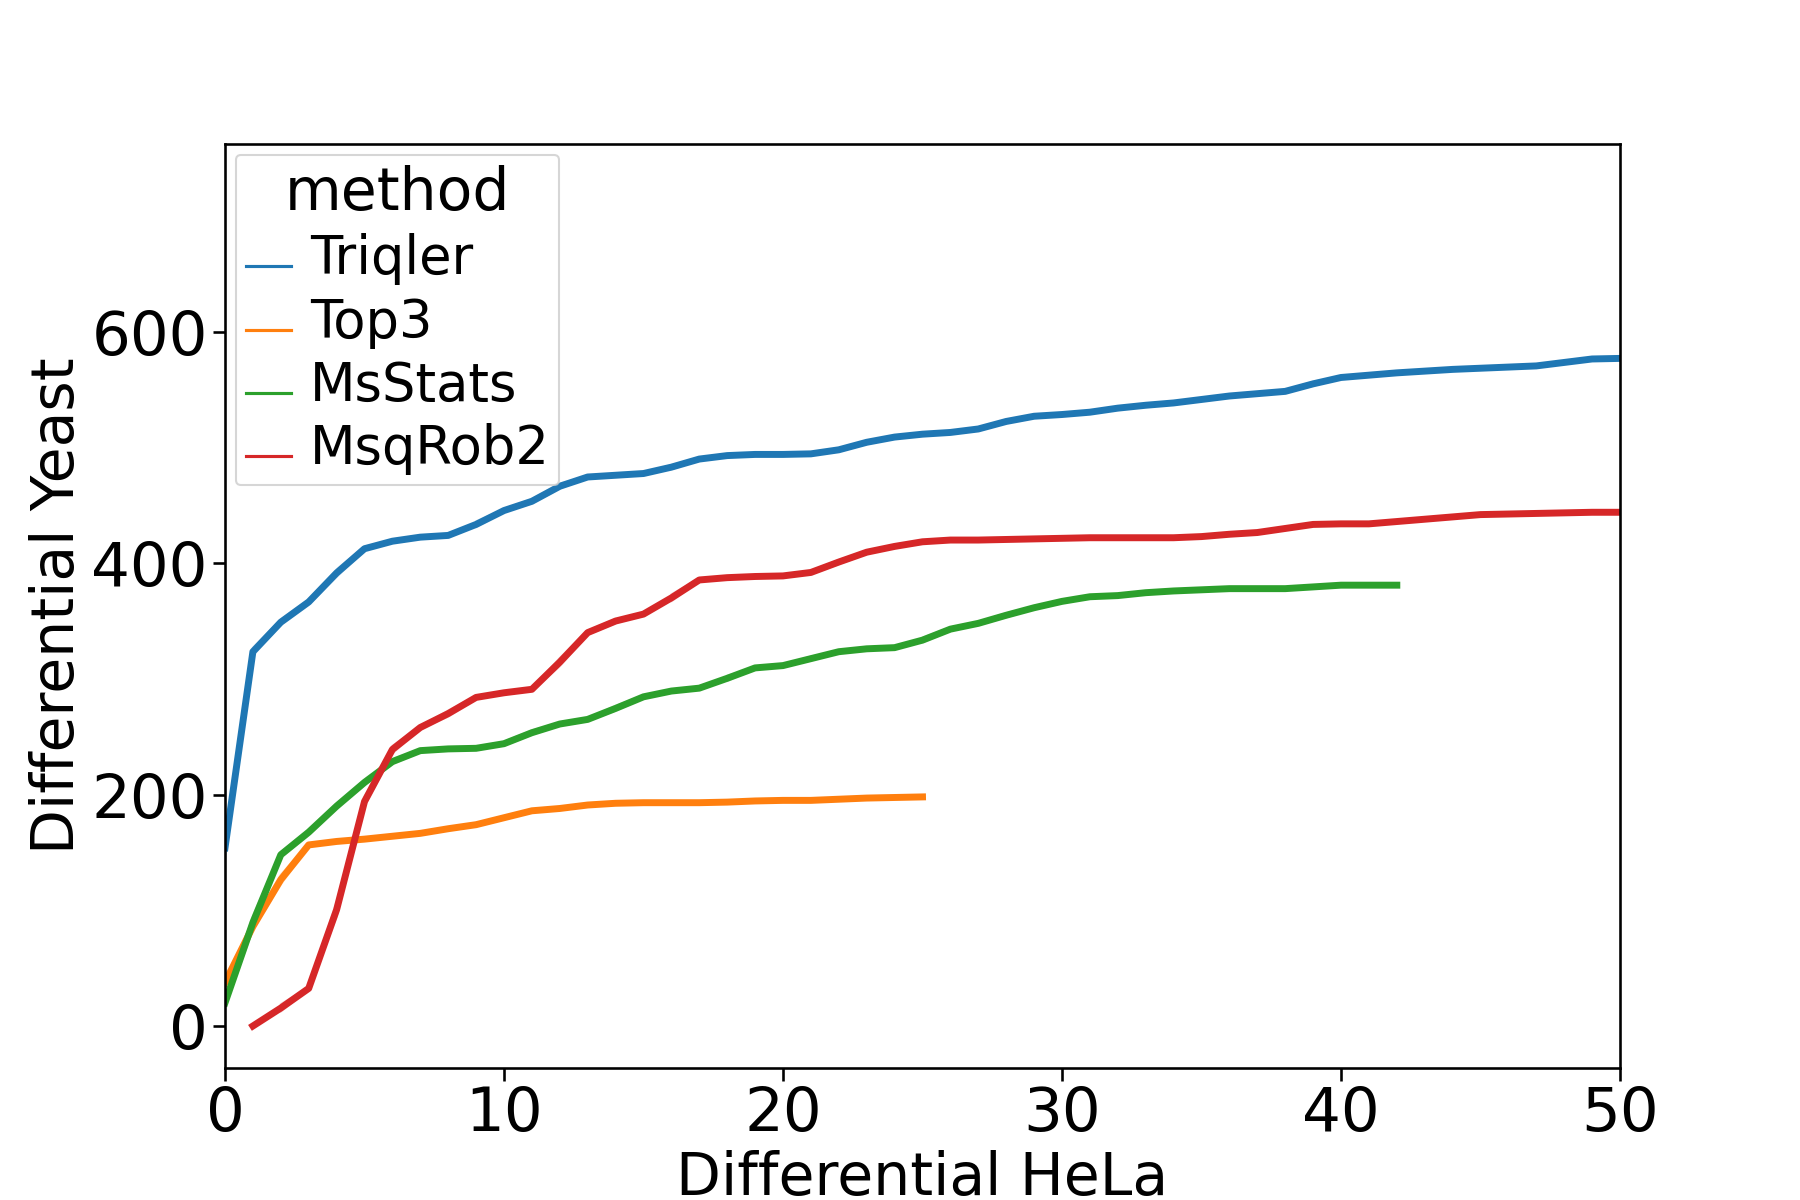 method
Triqler
Top3
MsStats
MsqRob2
Differential Yeast
600
400
200
0
0 10 20 30 40 50
Differential HeLa